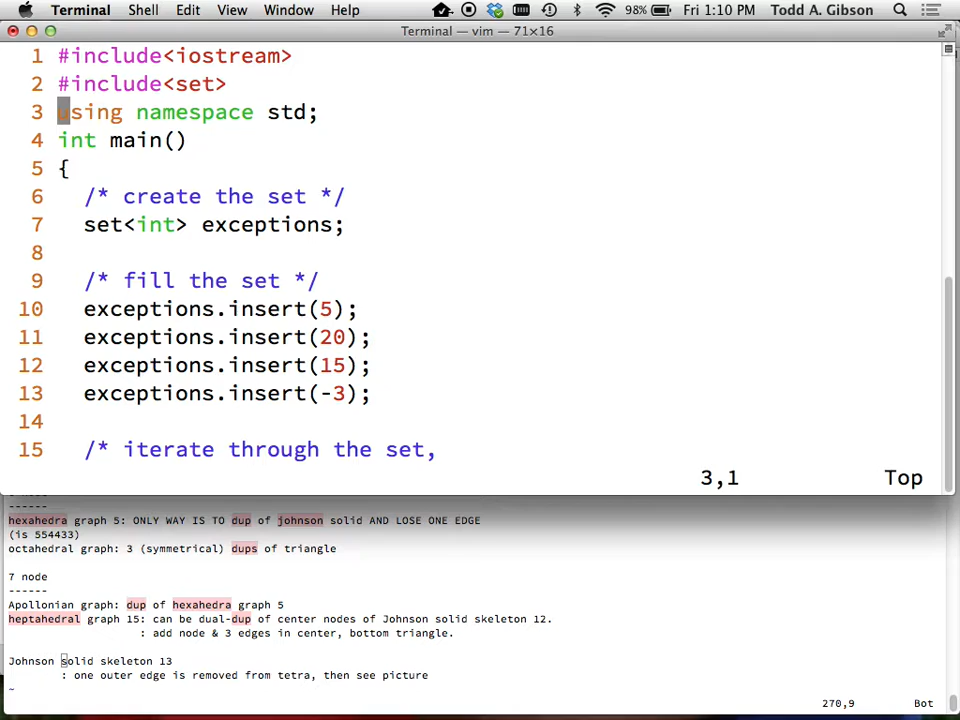 Terminal Shell Edit View Window Help 98% Fri 1:10 PM Todd A. Gibson
Terminal — vim — 71×16
1 #include<iostream>
2 #include<set>
3 using namespace std;
4 int main()
5 {
6 /* create the set */
7 set<int> exceptions;
8
9 /* fill the set */
10 exceptions.insert(5);
11 exceptions.insert(20);
12 exceptions.insert(15);
13 exceptions.insert(-3);
14
15 /* iterate through the set,
3,1 Top
------
hexahedra graph 5: ONLY WAY IS TO dup of johnson solid AND LOSE ONE EDGE
(is 554433)
octahedral graph: 3 (symmetrical) dups of triangle
7 node
------
Apollonian graph: dup of hexahedra graph 5
heptahedral graph 15: can be dual-dup of center nodes of Johnson solid skeleton 12.
: add node & 3 edges in center, bottom triangle.
Johnson solid skeleton 13
: one outer edge is removed from tetra, then see picture
~
270,9 Bot